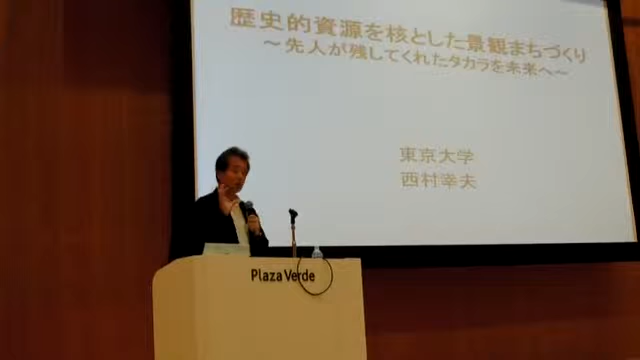 歴史的資源を核とした景観まちづくり
～先人が残してくれたタカラを未来へ～
東京大学
西村幸夫
Plaza Verde